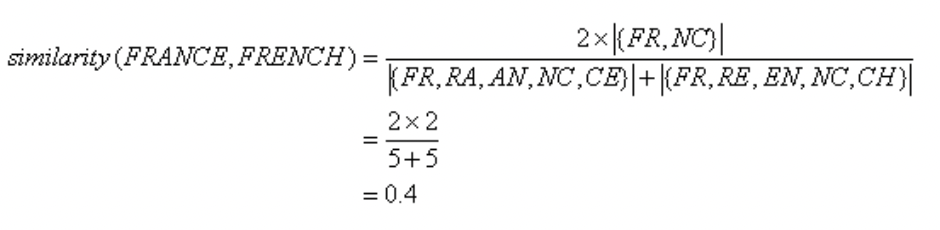 similarity(FRANCE,FRENCH) = 2×|{FR,NC}| / |{FR,RA,AN,NC,CE}|+|{FR,RE,EN,NC,CH}|
= 2×2 / 5+5
= 0.4